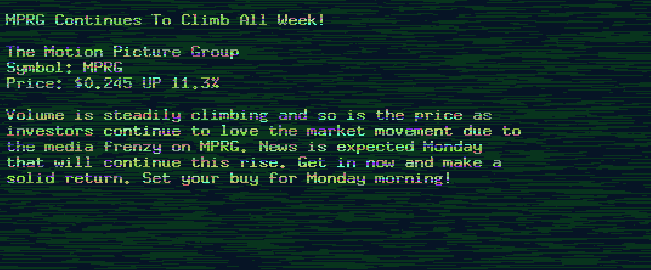 MPRG Continues To Climb All Week!
The Motion Picture Group
Symbol: MPRG
Price: $0.245 UP 11.3%
Volume is steadily climbing and so is the price as
investors continue to love the market movement due to
the media frenzy on MPRG. News is expected Monday
that will continue this rise. Get in now and make a
solid return. Set your buy for Monday morning!